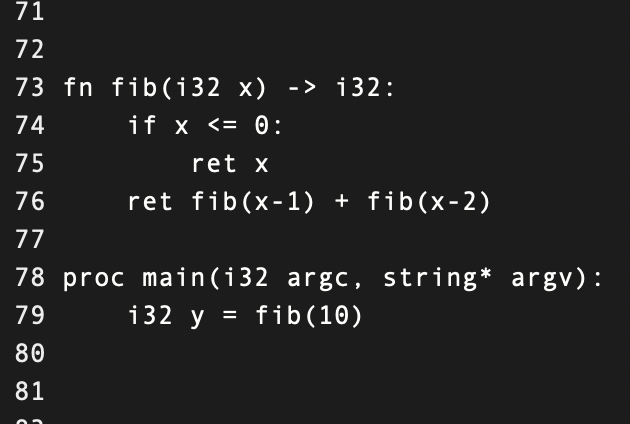 71
72
73 fn fib(i32 x) -> i32:
74     if x <= 0:
75         ret x
76     ret fib(x-1) + fib(x-2)
77
78 proc main(i32 argc, string* argv):
79     i32 y = fib(10)
80
81